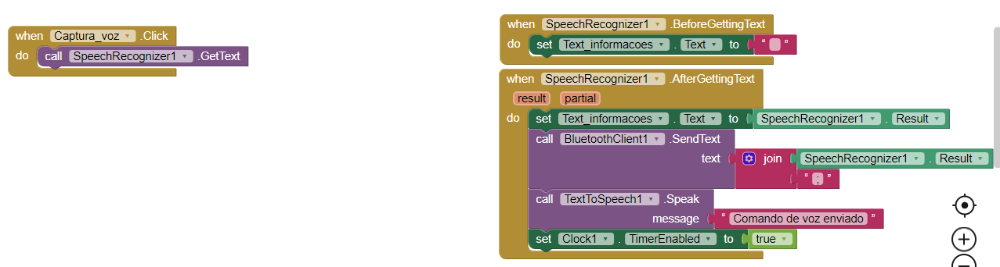 when Captura_voz .Click
do call SpeechRecognizer1 .GetText
when SpeechRecognizer1 .BeforeGettingText
do set Text_informacoes . Text to " "
when SpeechRecognizer1 .AfterGettingText
result partial
do set Text_informacoes . Text to SpeechRecognizer1 . Result
call BluetoothClient1 .SendText
text join SpeechRecognizer1 . Result
" ; "
call TextToSpeech1 .Speak
message " Comando de voz enviado "
set Clock1 . TimerEnabled to true